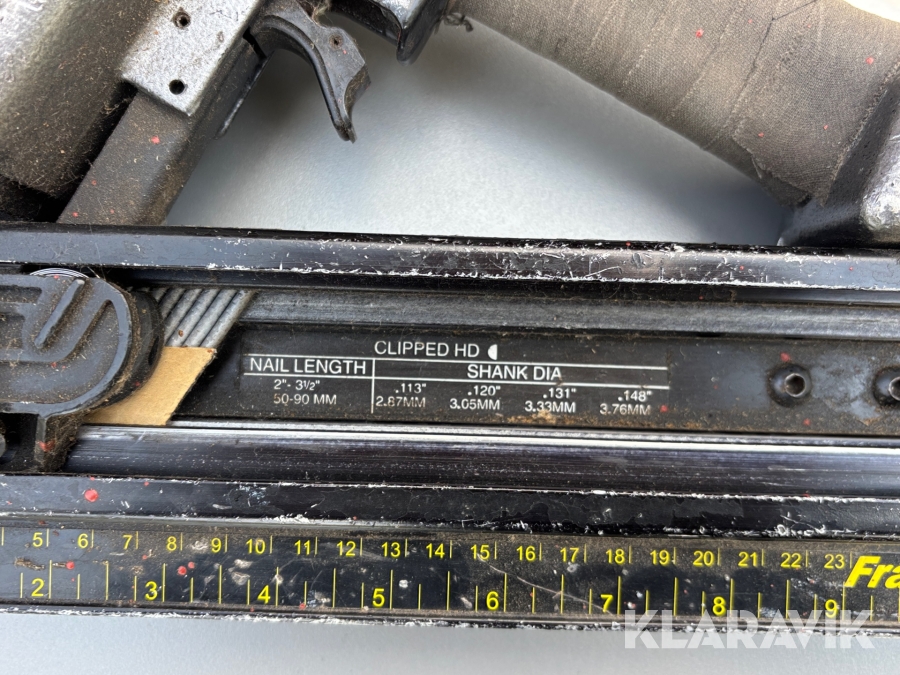 CLIPPED HD
NAIL LENGTH SHANK DIA
2"- 3½" .113" .120" .131" .148"
50-90 MM 2.87MM 3.05MM 3.33MM 3.76MM
5 6 7 8 9 10 11 12 13 14 15 16 17 18 19 20 21 22 23 Fra
2 3 4 5 6 7 8 9
KLARAVIK